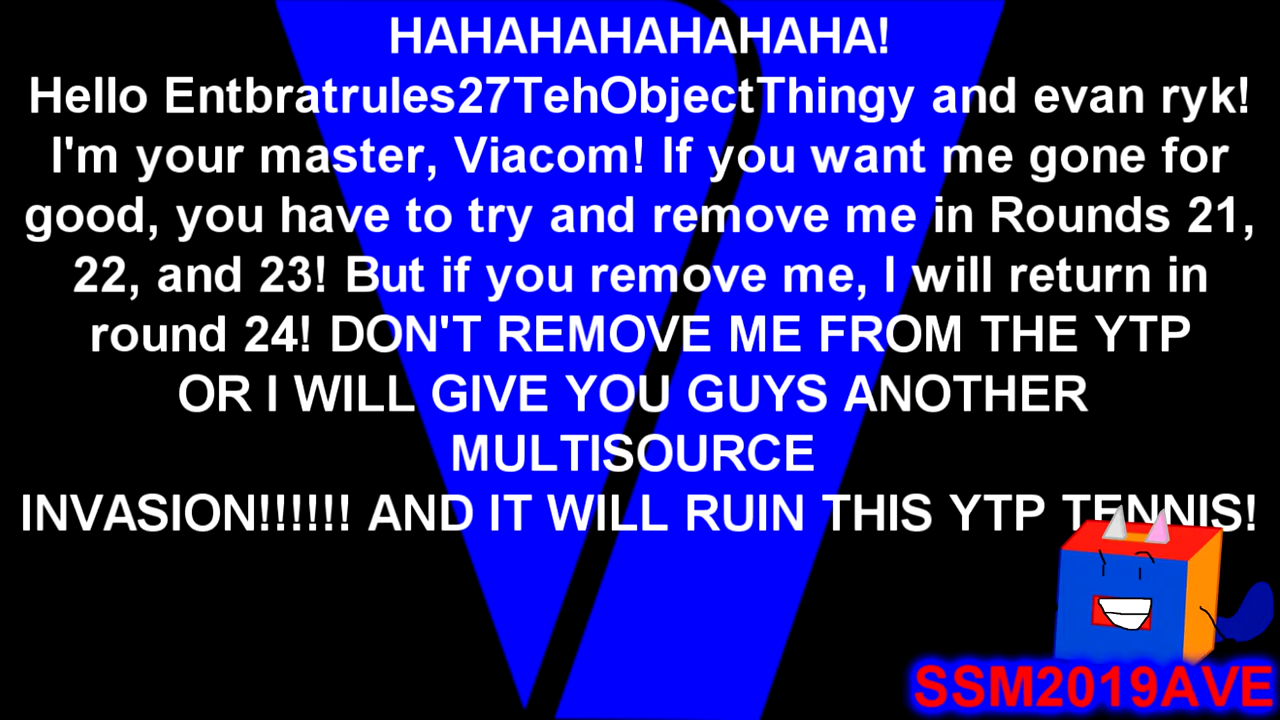 HAHAHAHAHAHAHA!
Hello Entbratrules27TehObjectThingy and evan ryk!
I'm your master, Viacom! If you want me gone for
good, you have to try and remove me in Rounds 21,
22, and 23! But if you remove me, I will return in
round 24! DON'T REMOVE ME FROM THE YTP
OR I WILL GIVE YOU GUYS ANOTHER
MULTISOURCE
INVASION!!!!!! AND IT WILL RUIN THIS YTP TENNIS!
SSM2019AVE